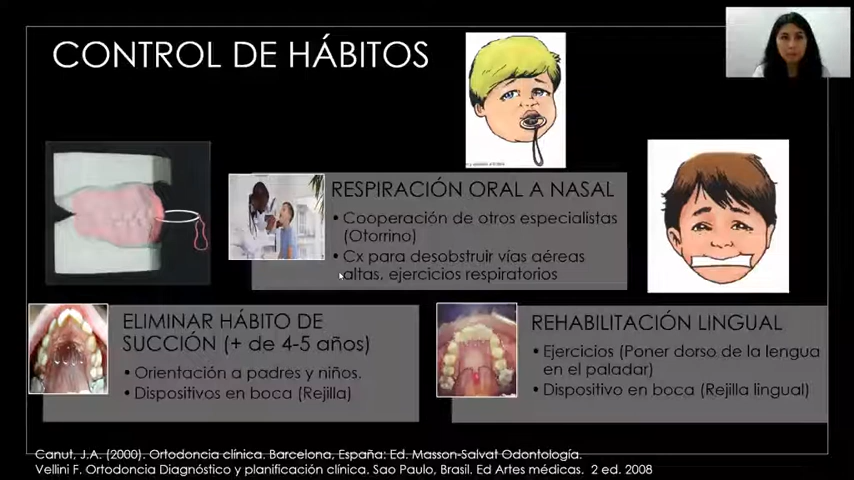 CONTROL DE HÁBITOS
RESPIRACIÓN ORAL A NASAL
• Cooperación de otros especialistas
(Otorrino)
• Cx para desobstruir vías aéreas
altas, ejercicios respiratorios
ELIMINAR HÁBITO DE
SUCCIÓN (+ de 4-5 años)
• Orientación a padres y niños.
• Dispositivos en boca (Rejilla)
REHABILITACIÓN LINGUAL
• Ejercicios (Poner dorso de la lengua
en el paladar)
• Dispositivo en boca (Rejilla lingual)
Canut, J.A. (2000). Ortodoncia clínica. Barcelona, España: Ed. Masson-Salvat Odontología.
Vellini F. Ortodoncia Diagnóstico y planificación clínica. Sao Paulo, Brasil. Ed Artes médicas. 2 ed. 2008